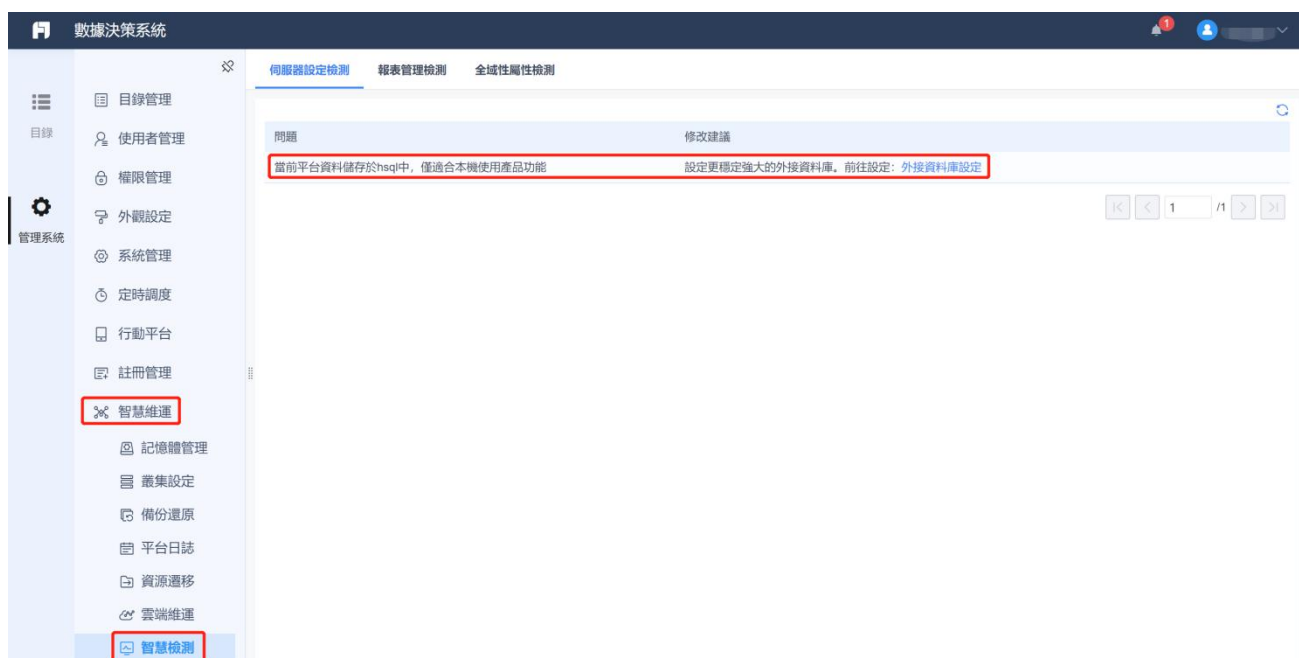 數據決策系統
1
目錄
管理系統
目錄管理
使用者管理
權限管理
外觀設定
系統管理
定時調度
行動平台
註冊管理
智慧維運
記憶體管理
叢集設定
備份還原
平台日誌
資源遷移
雲端維運
智慧檢測
伺服器設定檢測 報表管理檢測 全域性屬性檢測
問題 修改建議
當前平台資料儲存於hsql中，僅適合本機使用產品功能 設定更穩定強大的外接資料庫。前往設定：外接資料庫設定
1 /1